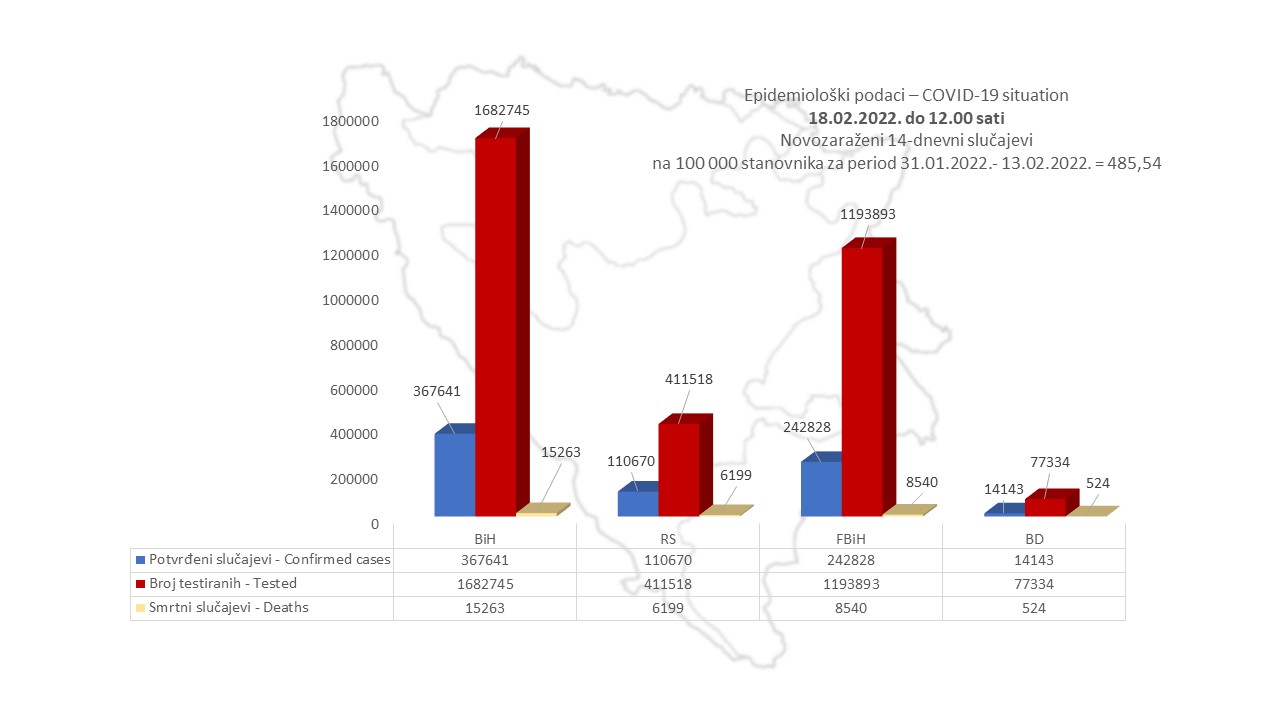 Epidemiološki podaci – COVID-19 situation
18.02.2022. do 12.00 sati
Novozaraženi 14-dnevni slučajevi
na 100 000 stanovnika za period 31.01.2022.- 13.02.2022. = 485,54
1800000
1600000
1400000
1200000
1000000
800000
600000
400000
200000
0
367641
1682745
15263
110670
411518
6199
242828
1193893
8540
14143
77334
524
BiH RS FBiH BD
Potvrđeni slučajevi - Confirmed cases 367641 110670 242828 14143
Broj testiranih - Tested 1682745 411518 1193893 77334
Smrtni slučajevi - Deaths 15263 6199 8540 524